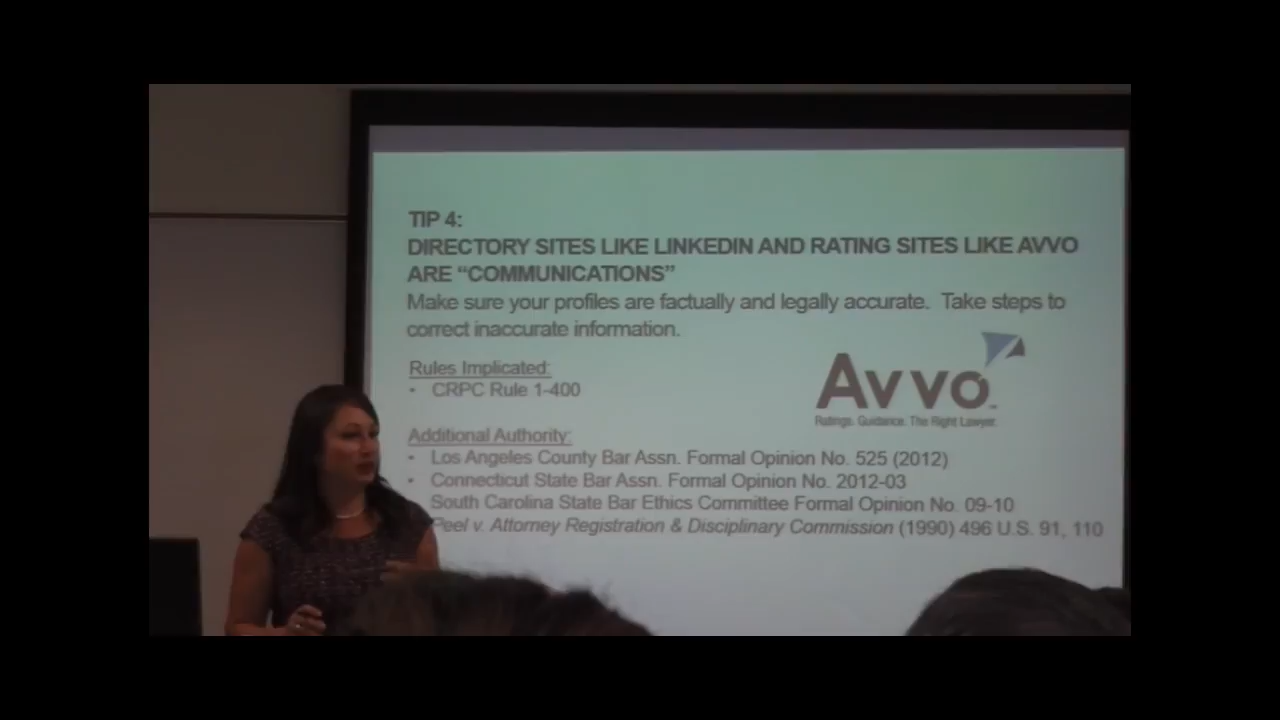 TIP 4:
DIRECTORY SITES LIKE LINKEDIN AND RATING SITES LIKE AVVO
ARE “COMMUNICATIONS”
Make sure your profiles are factually and legally accurate. Take steps to
correct inaccurate information.
Rules Implicated:
• CRPC Rule 1-400
Avvo™
Ratings. Guidance. The Right Lawyer.
Additional Authority:
• Los Angeles County Bar Assn. Formal Opinion No. 525 (2012)
• Connecticut State Bar Assn. Formal Opinion No. 2012-03
South Carolina State Bar Ethics Committee Formal Opinion No. 09-10
Peel v. Attorney Registration & Disciplinary Commission (1990) 496 U.S. 91, 110